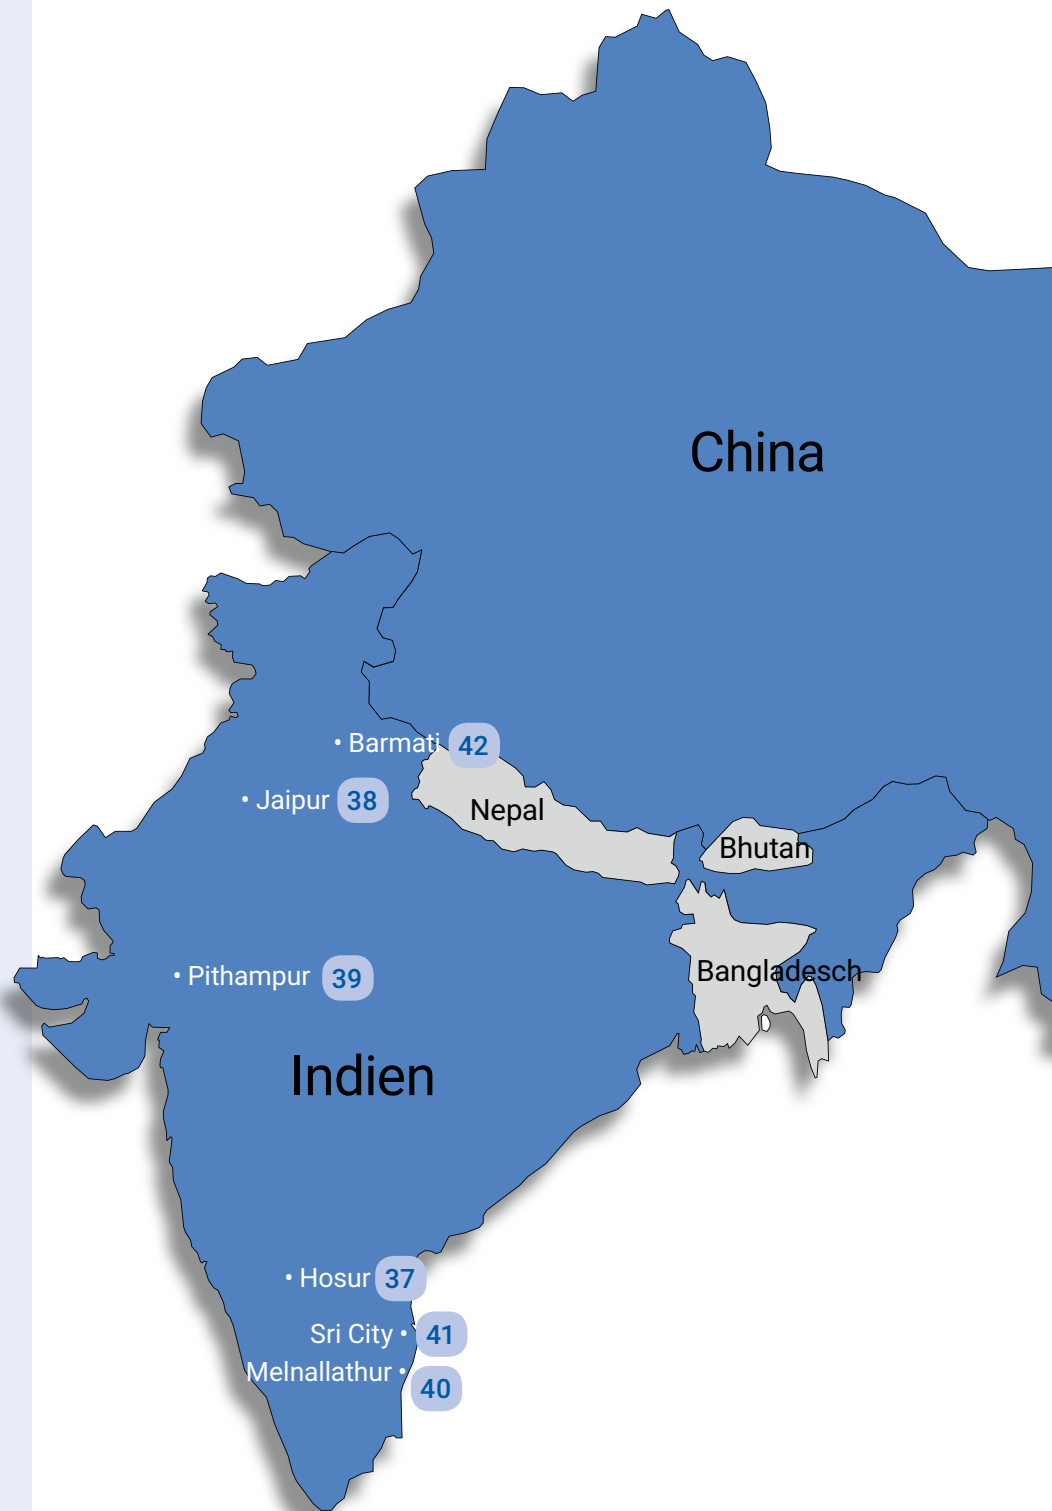 China
• Barmati 42
• Jaipur 38
Nepal
Bhutan
• Pithampur 39
Bangladesch
Indien
• Hosur 37
Sri City • 41
Melnallathur • 40